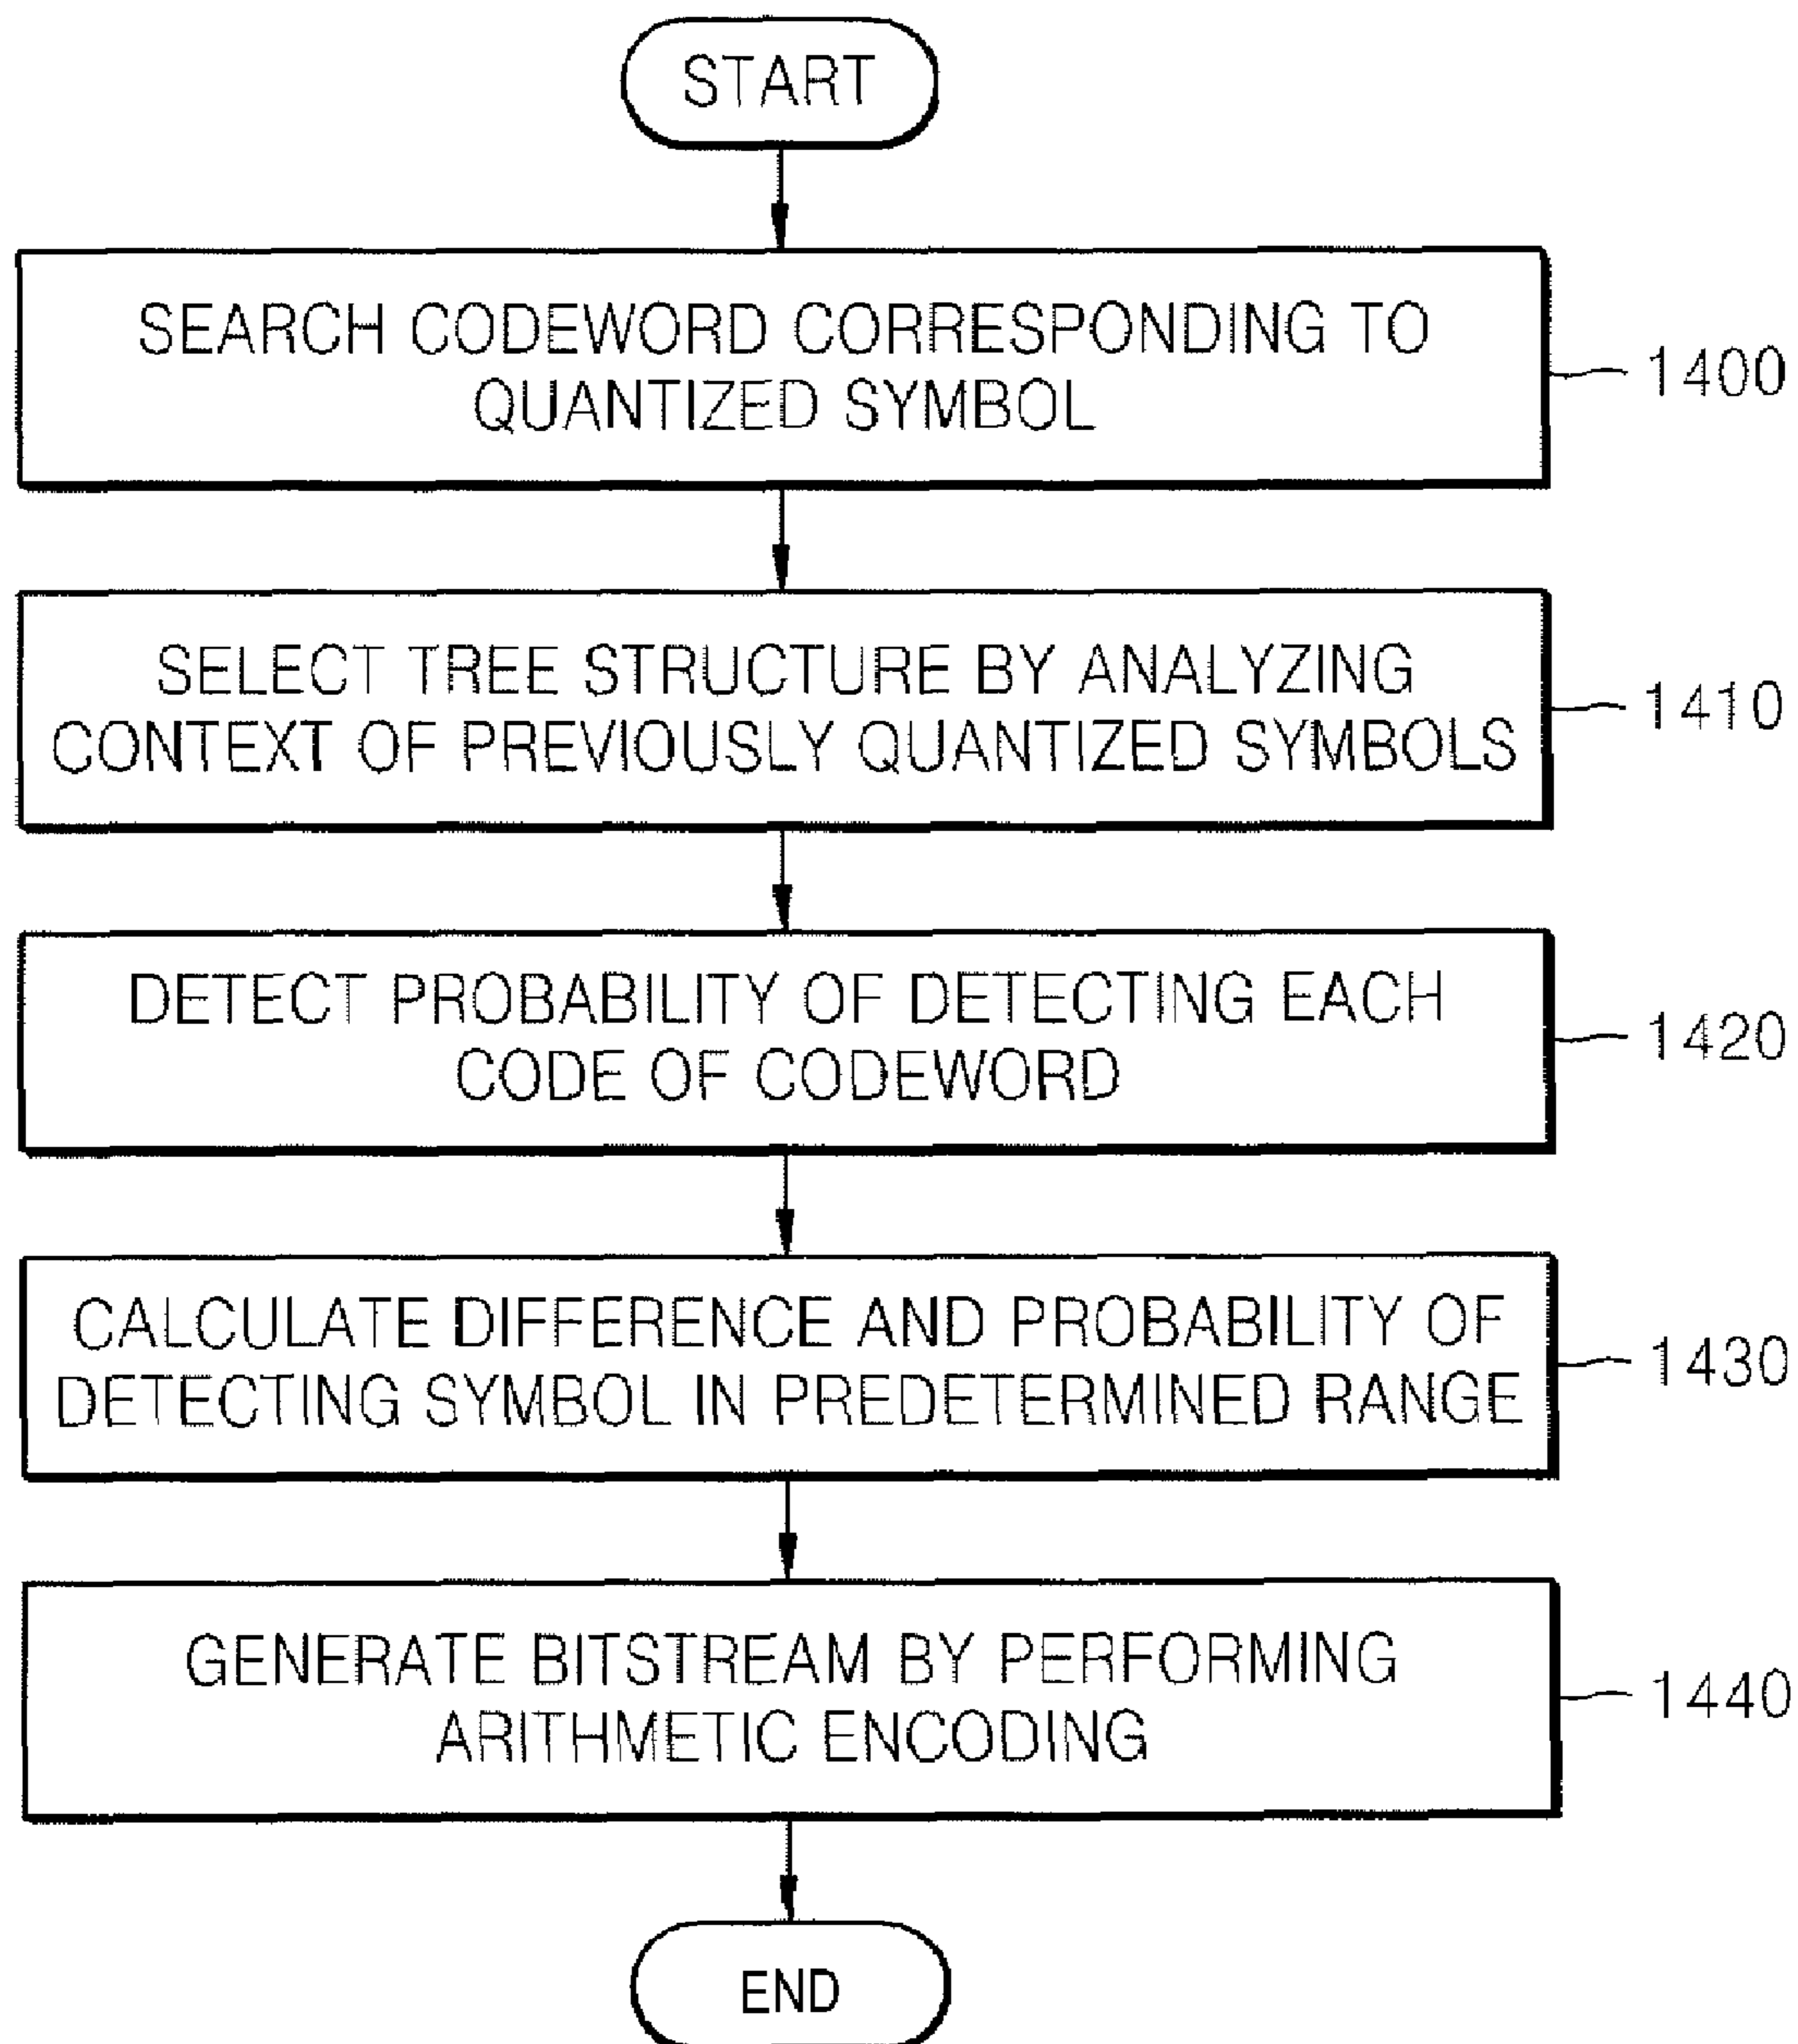 START
SEARCH CODEWORD CORRESPONDING TO
QUANTIZED SYMBOL
1400
SELECT TREE STRUCTURE BY ANALYZING
CONTEXT OF PREVIOUSLY QUANTIZED SYMBOLS
1410
DETECT PROBABILITY OF DETECTING EACH
CODE OF CODEWORD
1420
CALCULATE DIFFERENCE AND PROBABILITY OF
DETECTING SYMBOL IN PREDETERMINED RANGE
1430
GENERATE BITSTREAM BY PERFORMING
ARITHMETIC ENCODING
1440
END